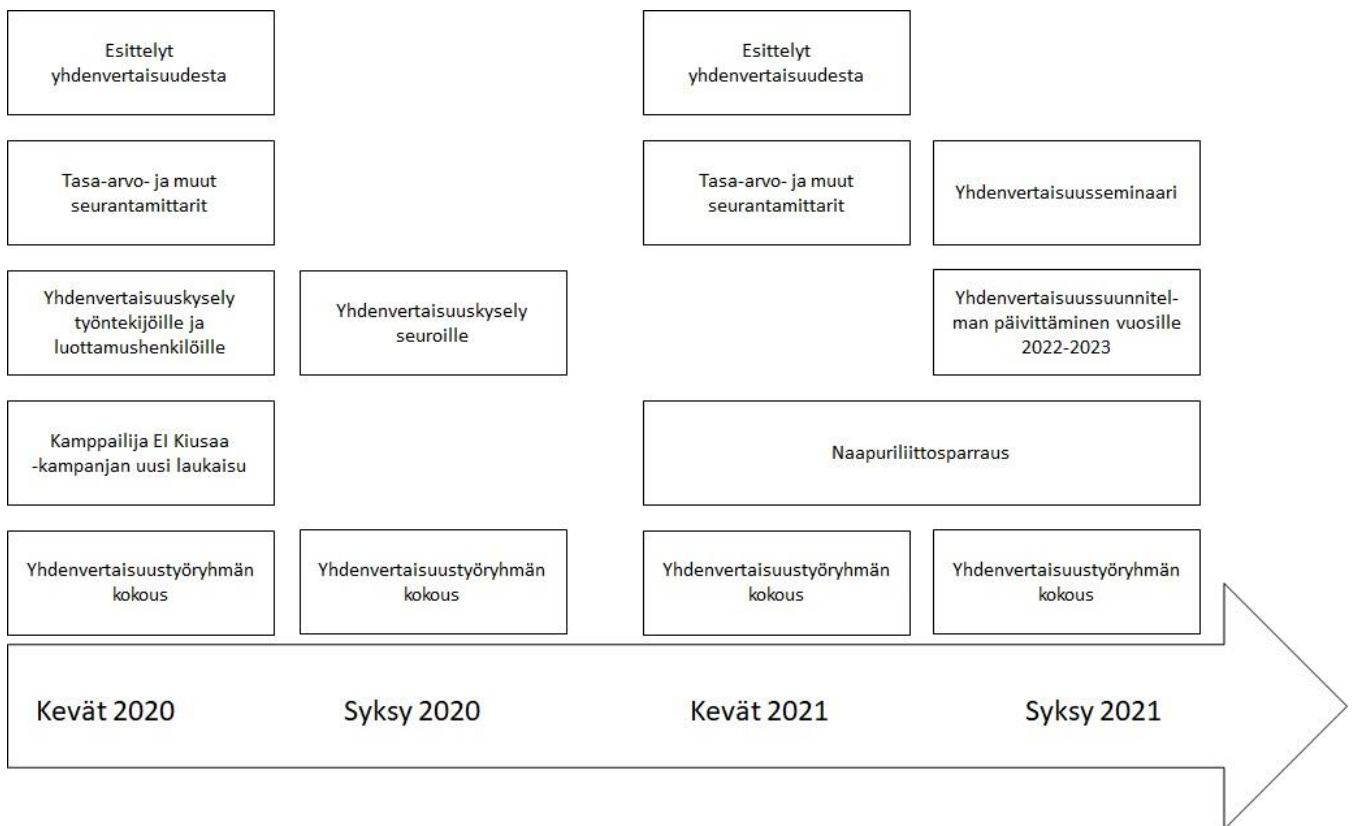 Esittelyt
yhdenvertaisuudesta
Esittelyt
yhdenvertaisuudesta
Tasa-arvo- ja muut
seurantamittarit
Tasa-arvo- ja muut
seurantamittarit
Yhdenvertaisuusseminaari
Yhdenvertaisuuskysely
työntekijöille ja
luottamushenkilöille
Yhdenvertaisuuskysely
seuroille
Yhdenvertaisuussuunnitel-
man päivittäminen vuosille
2022-2023
Kamppailija EI Kiusaa
-kampanjan uusi laukaisu
Naapuriliittosparraus
Yhdenvertaisuustyöryhmän
kokous
Yhdenvertaisuustyöryhmän
kokous
Yhdenvertaisuustyöryhmän
kokous
Yhdenvertaisuustyöryhmän
kokous
Kevät 2020
Syksy 2020
Kevät 2021
Syksy 2021